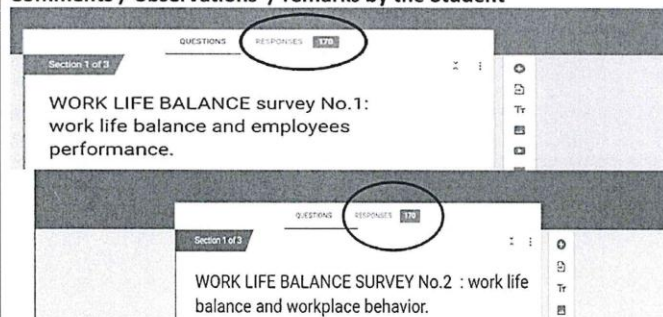 Comments / Observations / remarks by the student
QUESTIONS RESPONSES 170
Section 1 of 3
WORK LIFE BALANCE survey No.1:
work life balance and employees
performance.
Tr
QUESTIONS RESPONSES 170
Section 1 of 3
WORK LIFE BALANCE SURVEY No.2 : work life
balance and workplace behavior.
Tr